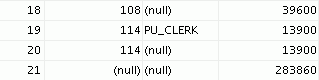 18 108 (null) 39600
19 114 PU_CLERK 13900
20 114 (null) 13900
21 (null) (null) 283860